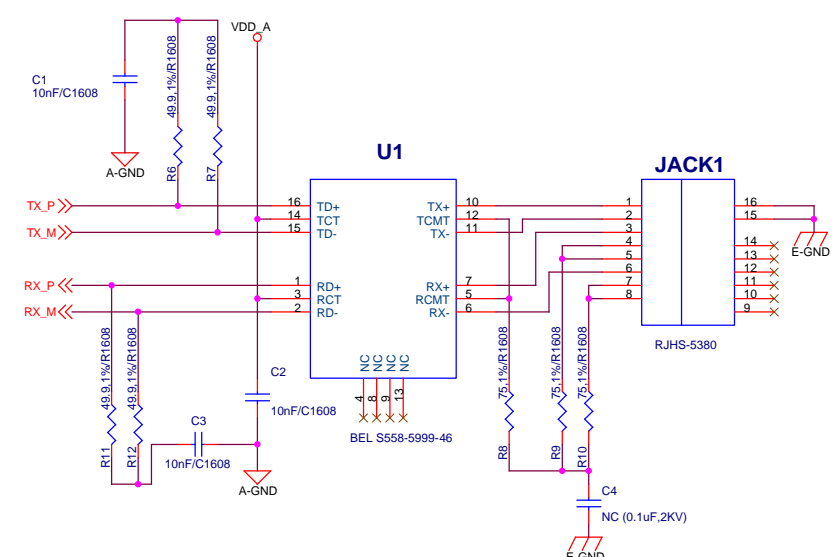 VDD_A
C1
10nF/C1608
A-GND
49.9,1%/R1608
R6
49.9,1%/R1608
R7
U1
JACK1
TX_P
TX_M
RX_P
RX_M
16 TD+
14 TCT
15 TD-
1 RD+
3 RCT
2 RD-
TX+ 10
TCMT 12
TX- 11
RX+ 7
RCMT 5
RX- 6
NC NC NC NC
4 8 9 13
BEL S558-5999-46
1
2
3
4
5
6
7
8
16
15
14
13
12
11
10
9
E-GND
RJHS-5380
49.9,1%/R1608
R11
49.9,1%/R1608
R12
C3
10nF/C1608
C2
10nF/C1608
A-GND
75,1%/R1608
R8
75,1%/R1608
R9
75,1%/R1608
R10
C4
NC (0.1uF,2KV)
E-GND